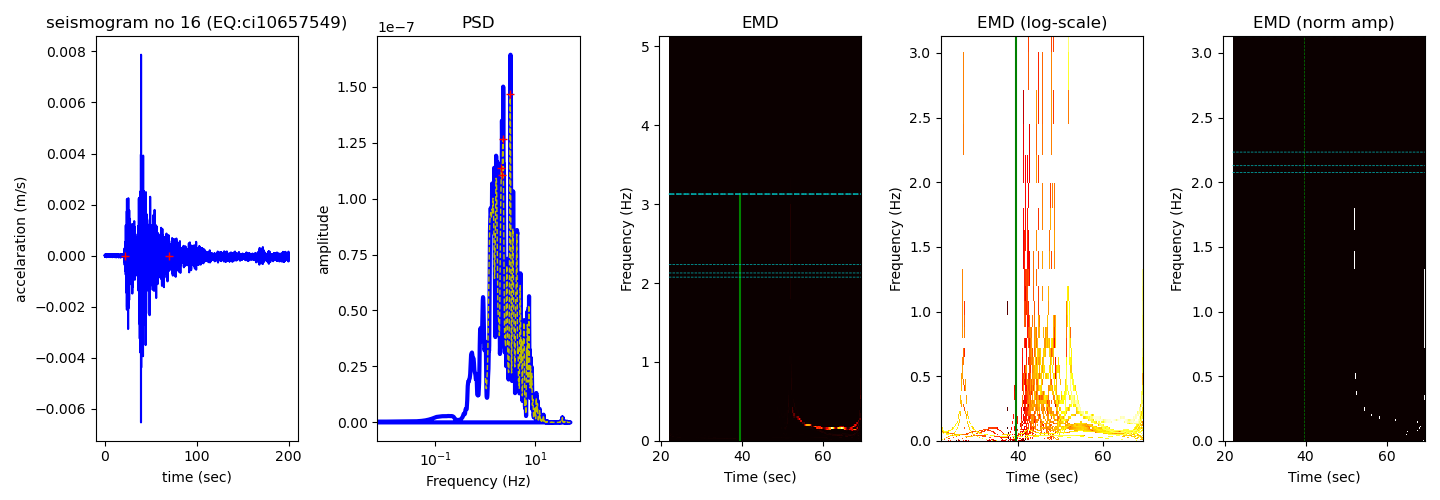 seismogram no 16 (EQ:ci10657549)
accelaration (m/s)
0.008
0.006
0.004
0.002
0.000
−0.002
−0.004
−0.006
0 100 200
time (sec)
PSD
1e−7
amplitude
1.50
1.25
1.00
0.75
0.50
0.25
0.00
10⁻¹ 10¹
Frequency (Hz)
EMD
Frequency (Hz)
5
4
3
2
1
0
20 40 60
Time (sec)
EMD (log-scale)
Frequency (Hz)
3.0
2.5
2.0
1.5
1.0
0.5
0.0
40 60
Time (sec)
EMD (norm amp)
Frequency (Hz)
3.0
2.5
2.0
1.5
1.0
0.5
0.0
20 40 60
Time (sec)